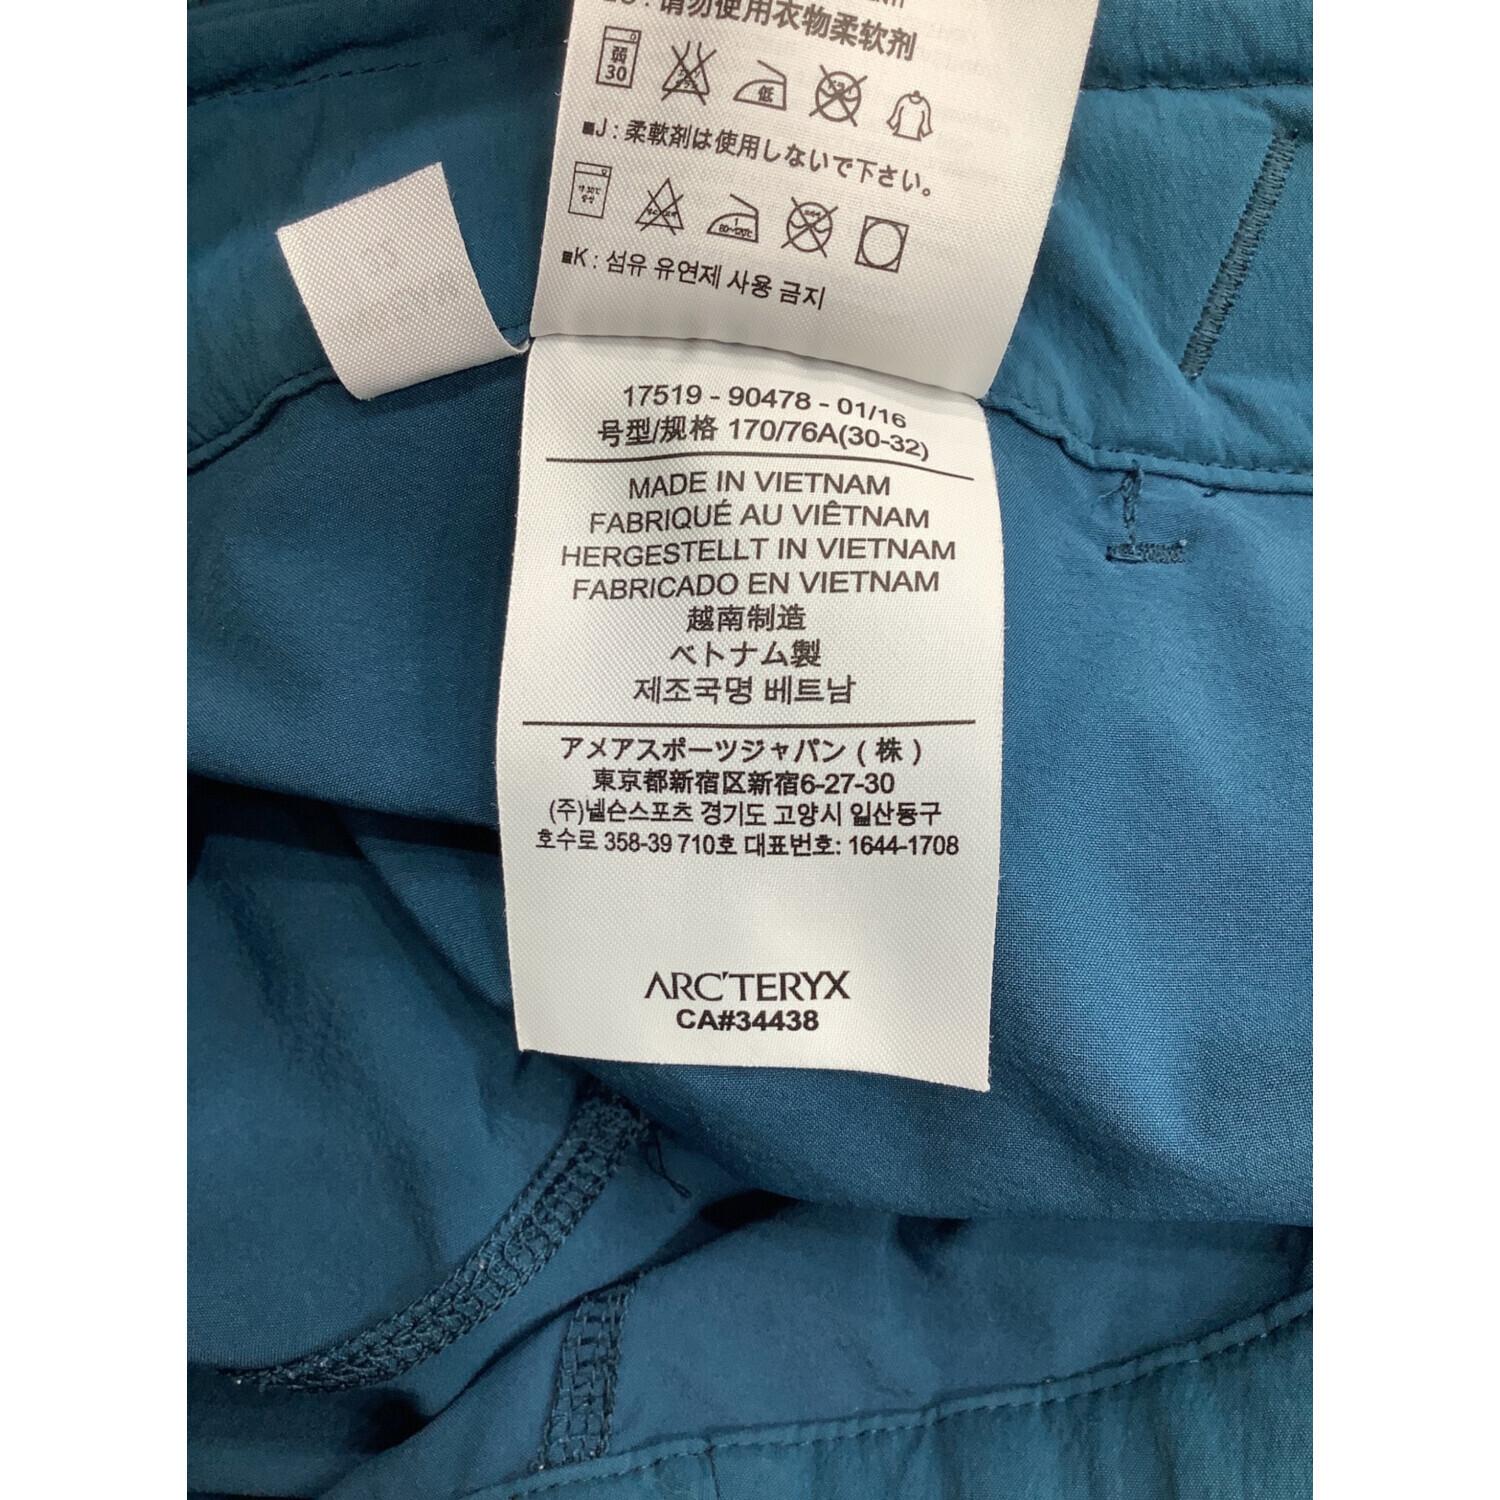 : 请勿使用衣物柔软剂
弱
30
低
■J : 柔軟剤は使用しないで下さい。
■K : 섬유 유연제 사용 금지
17519 - 90478 - 01/16
号型/规格 170/76A(30-32)
MADE IN VIETNAM
FABRIQUÉ AU VIÊTNAM
HERGESTELLT IN VIETNAM
FABRICADO EN VIETNAM
越南制造
ベトナム製
제조국명 베트남
アメアスポーツジャパン ( 株 )
東京都新宿区新宿6-27-30
(주)넬슨스포츠 경기도 고양시 일산동구
호수로 358-39 710호 대표번호: 1644-1708
ARC'TERYX
CA#34438